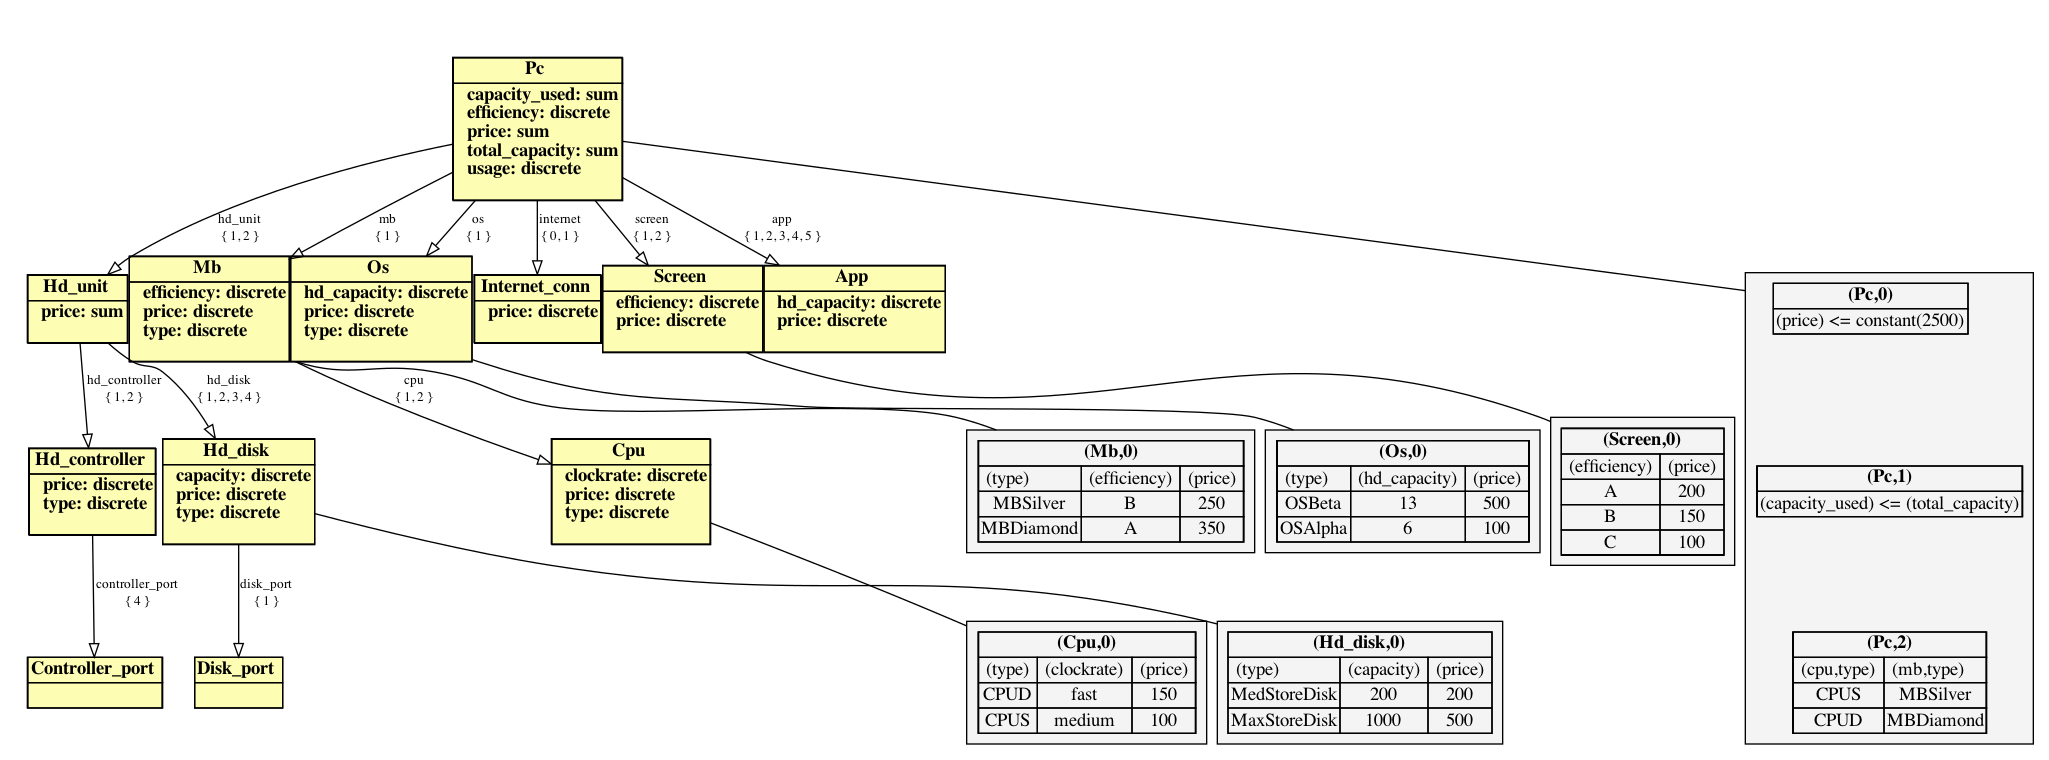 Pc
capacity_used: sum
efficiency: discrete
price: sum
total_capacity: sum
usage: discrete
hd_unit
{ 1, 2 }
mb
{ 1 }
os
{ 1 }
internet
{ 0, 1 }
screen
{ 1, 2 }
app
{ 1, 2, 3, 4, 5 }
Hd_unit
price: sum
Mb
efficiency: discrete
price: discrete
type: discrete
Os
hd_capacity: discrete
price: discrete
type: discrete
Internet_conn
price: discrete
Screen
efficiency: discrete
price: discrete
App
hd_capacity: discrete
price: discrete
(Pc,0)
(price) <= constant(2500)
hd_controller
{ 1, 2 }
hd_disk
{ 1, 2, 3, 4 }
cpu
{ 1, 2 }
Hd_controller
price: discrete
type: discrete
Hd_disk
capacity: discrete
price: discrete
type: discrete
Cpu
clockrate: discrete
price: discrete
type: discrete
(Mb,0)
(type) (efficiency) (price)
MBSilver B 250
MBDiamond A 350
(Os,0)
(type) (hd_capacity) (price)
OSBeta 13 500
OSAlpha 6 100
(Screen,0)
(efficiency) (price)
A 200
B 150
C 100
(Pc,1)
(capacity_used) <= (total_capacity)
controller_port
{ 4 }
disk_port
{ 1 }
Controller_port
Disk_port
(Cpu,0)
(type) (clockrate) (price)
CPUD fast 150
CPUS medium 100
(Hd_disk,0)
(type) (capacity) (price)
MedStoreDisk 200 200
MaxStoreDisk 1000 500
(Pc,2)
(cpu,type) (mb,type)
CPUS MBSilver
CPUD MBDiamond